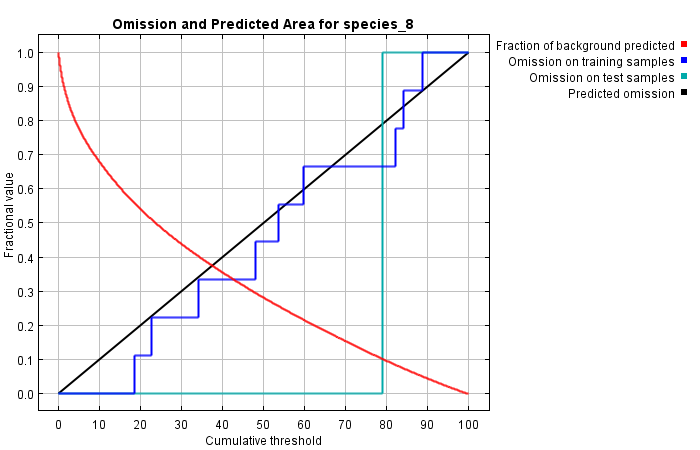 Omission and Predicted Area for species_8
Fraction of background predicted
Omission on training samples
Omission on test samples
Predicted omission
Fractional value
1.0
0.9
0.8
0.7
0.6
0.5
0.4
0.3
0.2
0.1
0.0
0 10 20 30 40 50 60 70 80 90 100
Cumulative threshold